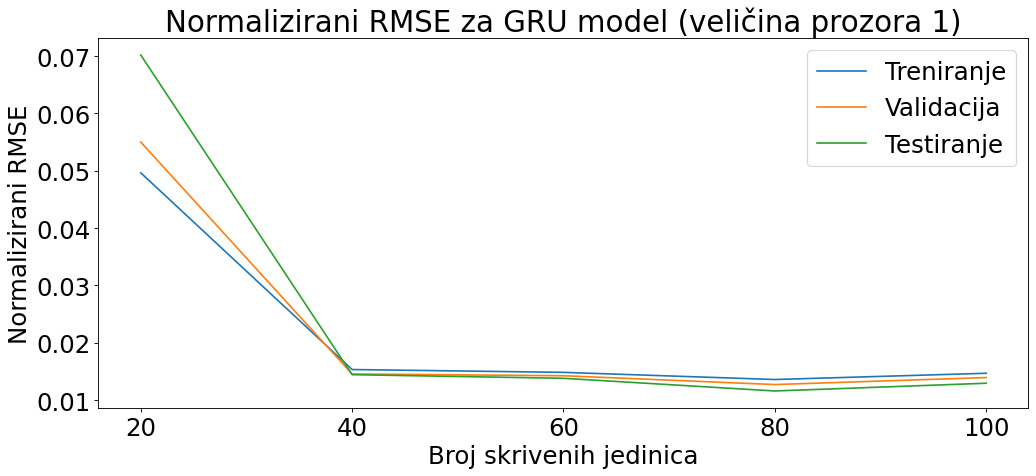 Normalizirani RMSE za GRU model (veličina prozora 1)
Treniranje
Validacija
Testiranje
Normalizirani RMSE
0.07
0.06
0.05
0.04
0.03
0.02
0.01
20 40 60 80 100
Broj skrivenih jedinica